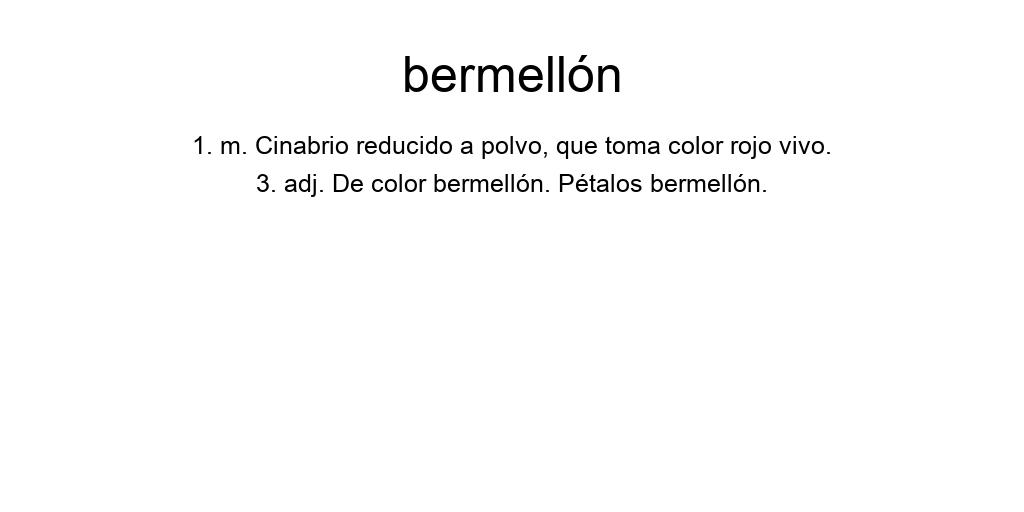 bermellón
1. m. Cinabrio reducido a polvo, que toma color rojo vivo.
3. adj. De color bermellón. Pétalos bermellón.